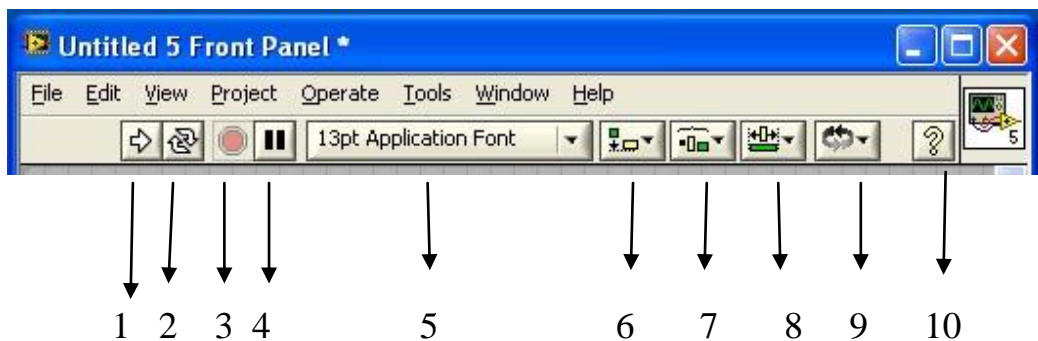 Untitled 5 Front Panel *
File Edit View Project Operate Tools Window Help
13pt Application Font ?
5
1 2 3 4 5 6 7 8 9 10